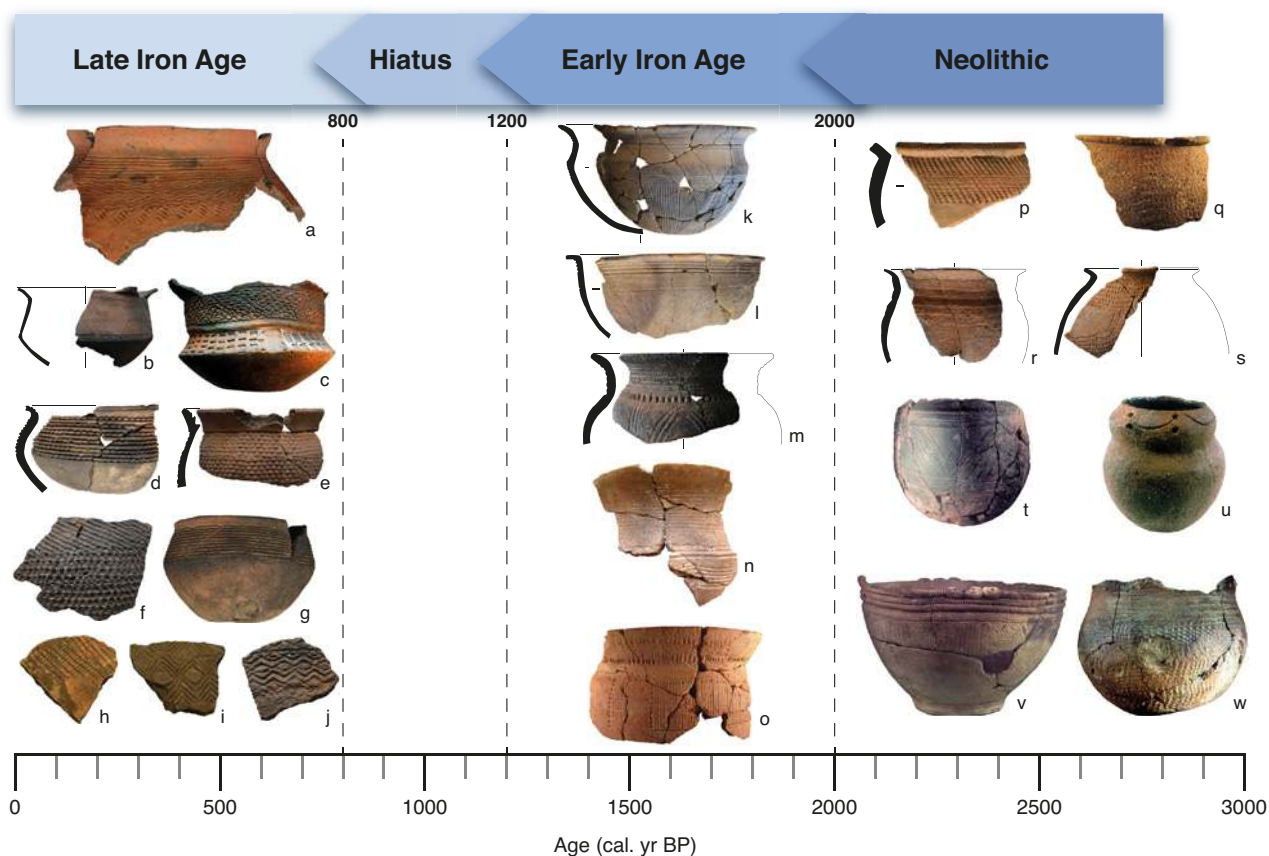 Late Iron Age
Hiatus
Early Iron Age
Neolithic
800
1200
2000
a
b
c
d
e
f
g
h
i
j
k
l
m
n
o
p
q
r
s
t
u
v
w
0
500
1000
1500
2000
2500
3000
Age (cal. yr BP)